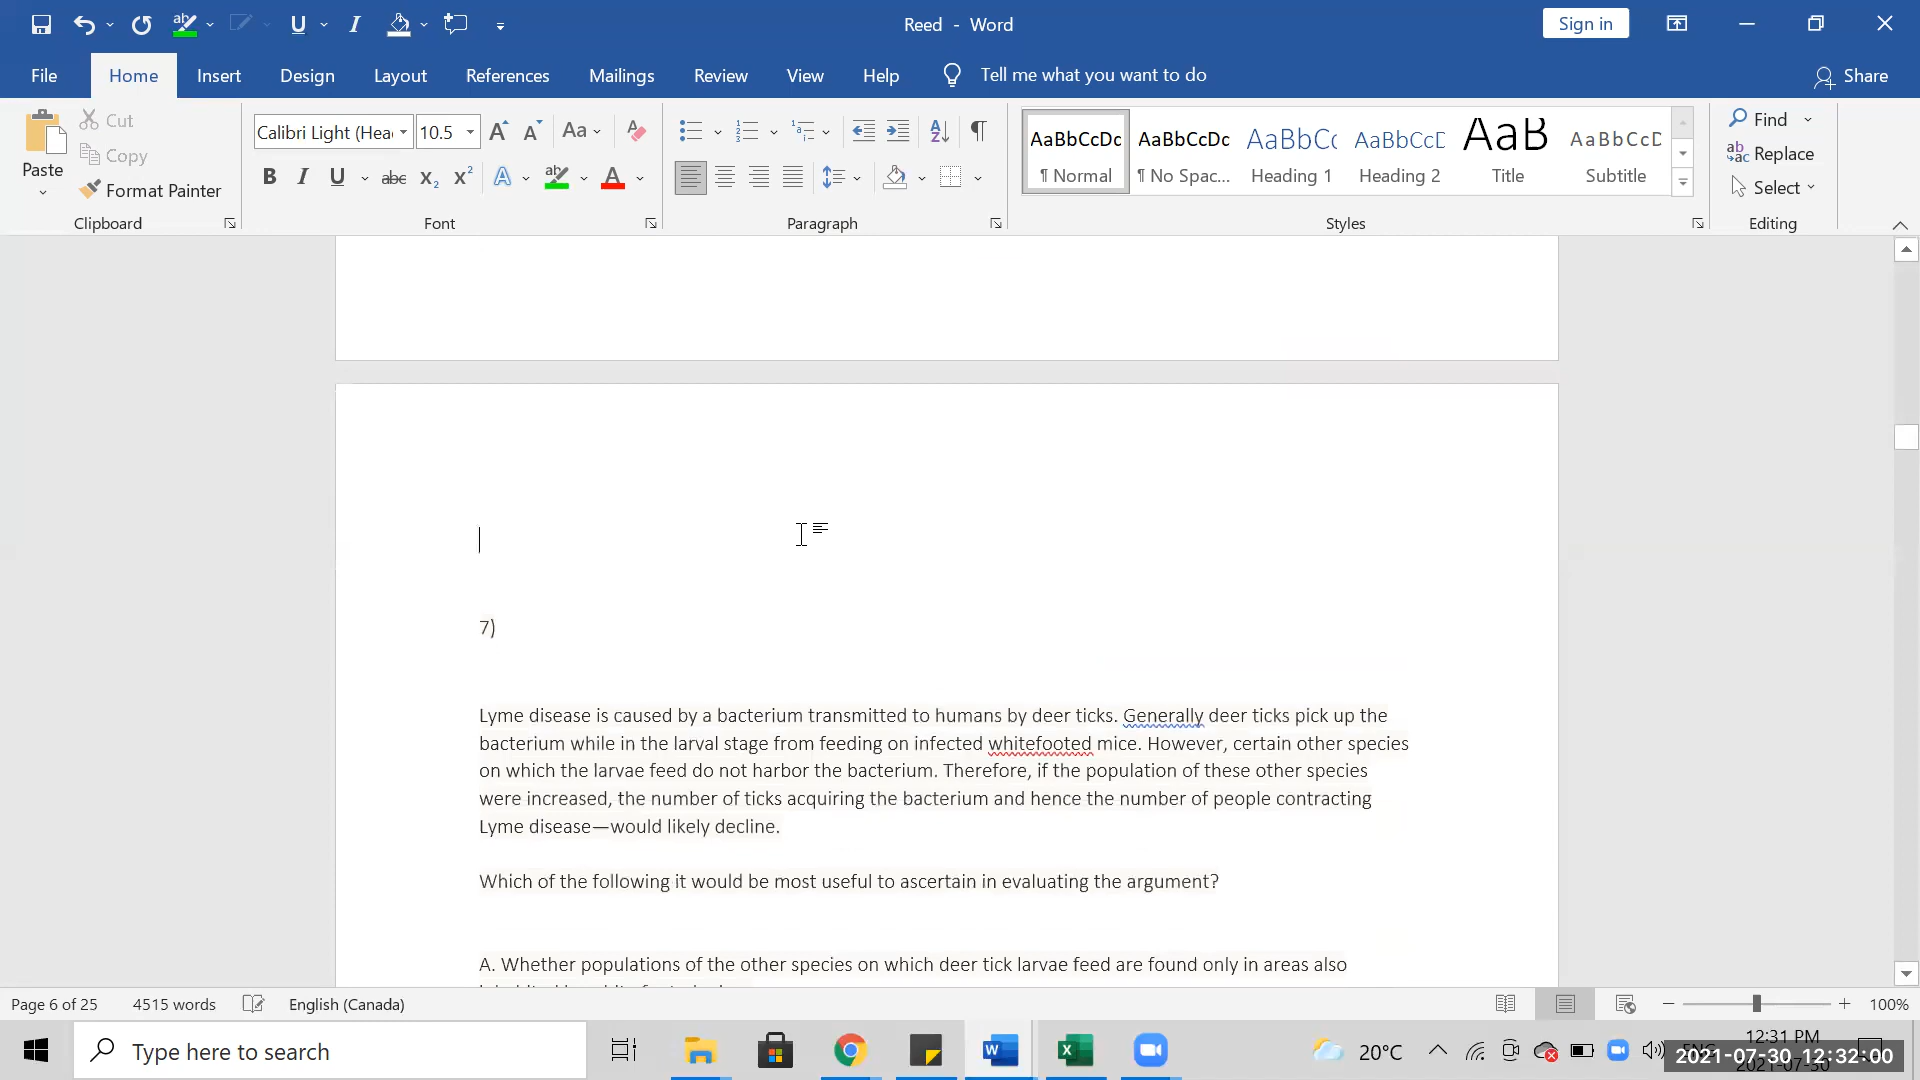 Reed - Word
Sign in
File Home Insert Design Layout References Mailings Review View Help Tell me what you want to do Share
Paste
Cut
Copy
Format Painter
Clipboard
Calibri Light (Hea 10.5
Font
Paragraph
AaBbCcDc AaBbCcDc AaBbCc AaBbCcD AaB AaBbCcD
¶ Normal ¶ No Spac... Heading 1 Heading 2 Title Subtitle
Styles
Find
Replace
Select
Editing
7)
Lyme disease is caused by a bacterium transmitted to humans by deer ticks. Generally deer ticks pick up the
bacterium while in the larval stage from feeding on infected whitefooted mice. However, certain other species
on which the larvae feed do not harbor the bacterium. Therefore, if the population of these other species
were increased, the number of ticks acquiring the bacterium and hence the number of people contracting
Lyme disease—would likely decline.
Which of the following it would be most useful to ascertain in evaluating the argument?
A. Whether populations of the other species on which deer tick larvae feed are found only in areas also
Page 6 of 25 4515 words English (Canada) 100%
Type here to search
20°C
12:31 PM
2021-07-30 12:32:00